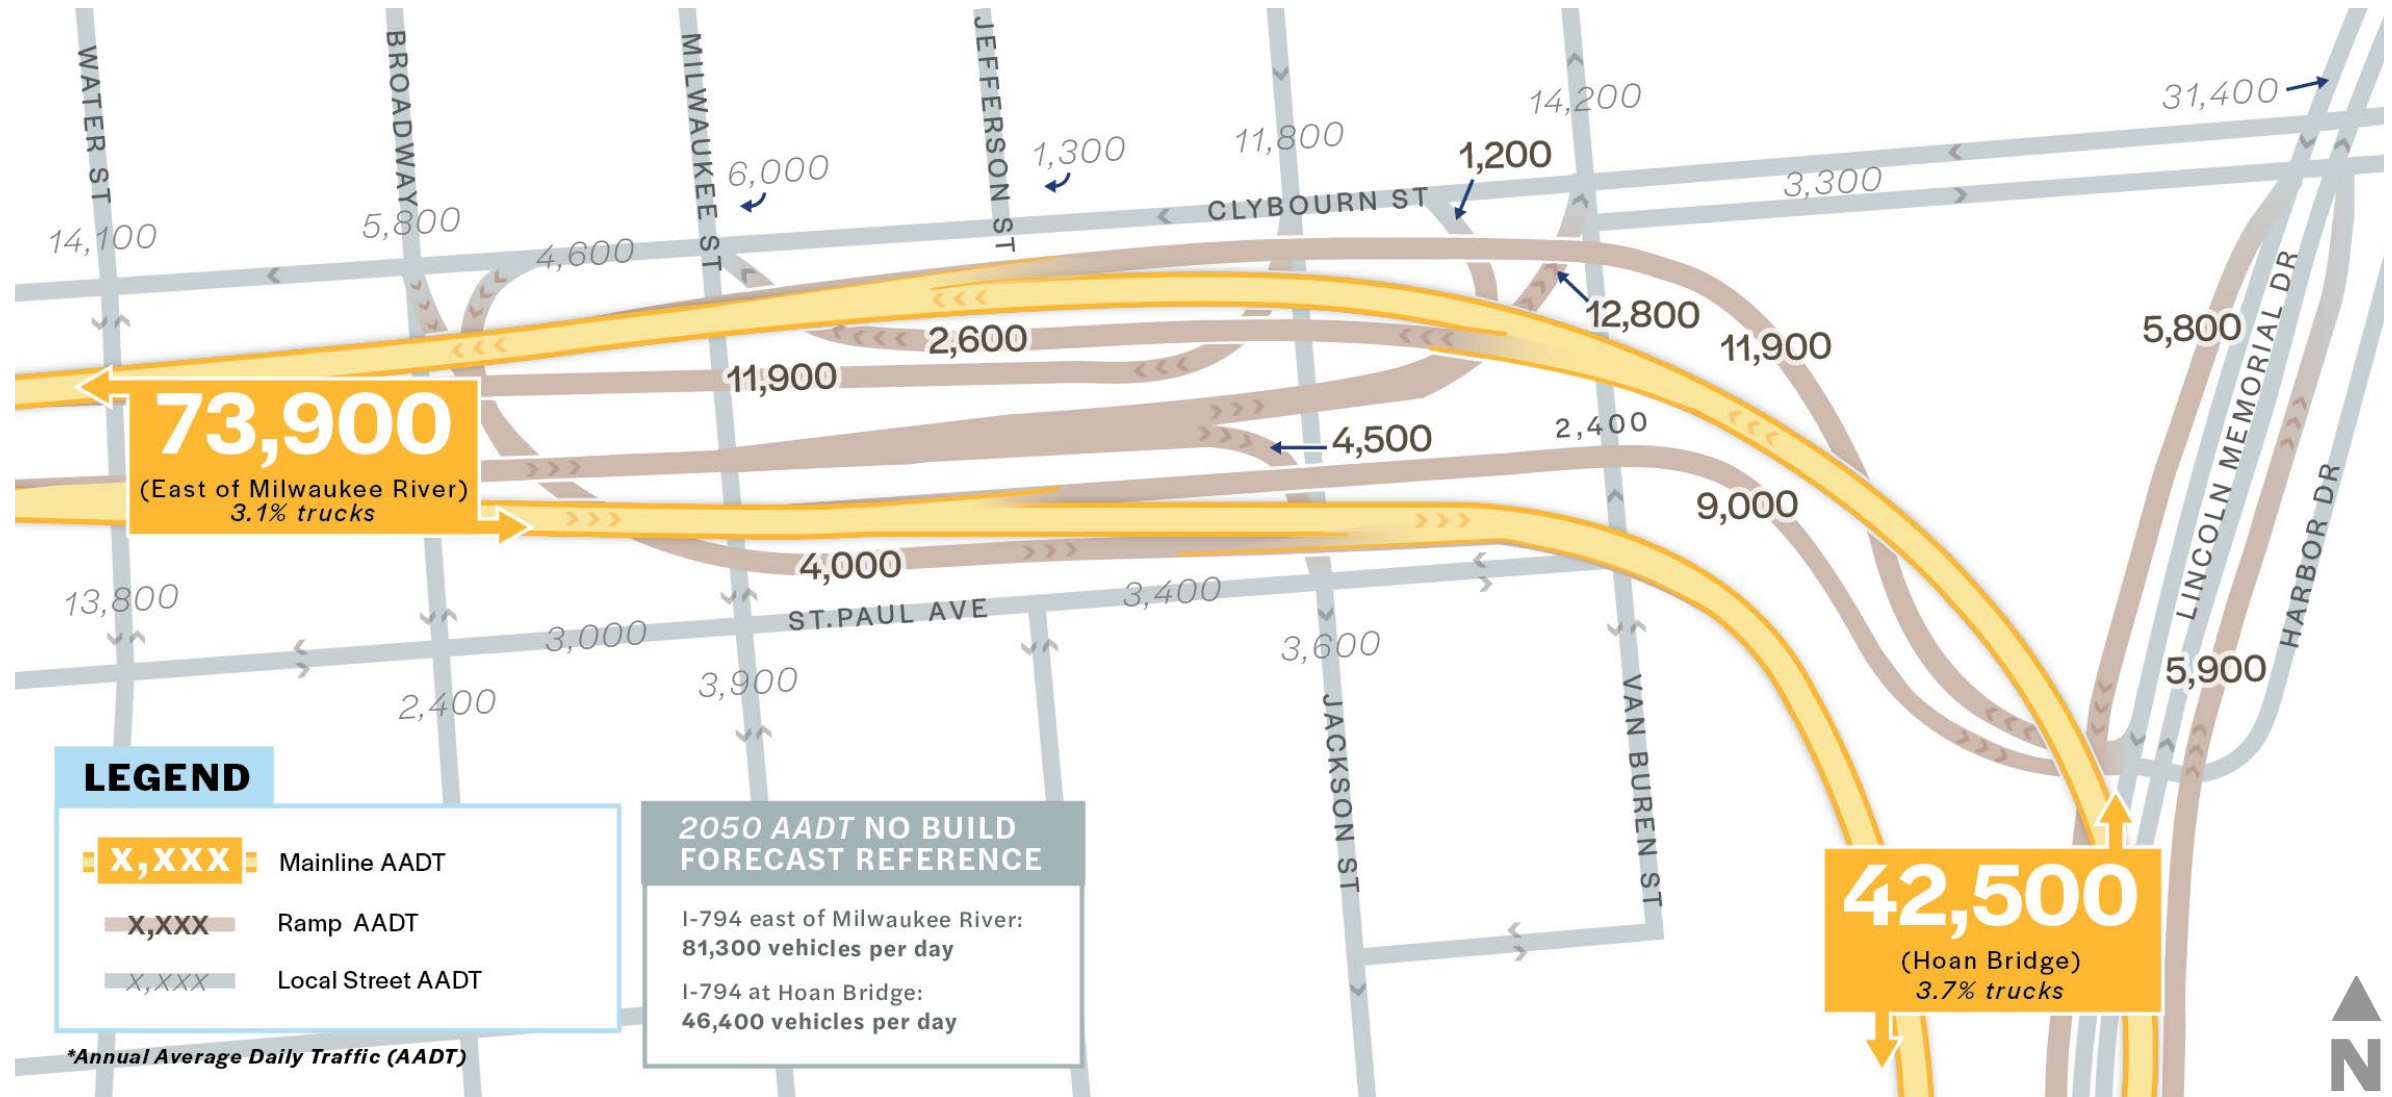 WATER ST
BROADWAY
MILWAUKEE ST
JEFFERSON ST
14,200
31,400
11,800
1,300
1,200
6,000
3,300
CLYBOURN ST
5,800
14,100
4,600
12,800
11,900
5,800
2,600
11,900
73,900
(East of Milwaukee River)
3.1% trucks
4,500
2,400
9,000
LINCOLN MEMORIAL DR
HARBOR DR
4,000
13,800
3,400
ST.PAUL AVE
3,000
3,600
5,900
3,900
2,400
JACKSON ST
VAN BUREN ST
LEGEND
X,XXX Mainline AADT
X,XXX Ramp AADT
X,XXX Local Street AADT
*Annual Average Daily Traffic (AADT)
2050 AADT NO BUILD
FORECAST REFERENCE
I-794 east of Milwaukee River:
81,300 vehicles per day
I-794 at Hoan Bridge:
46,400 vehicles per day
42,500
(Hoan Bridge)
3.7% trucks
N